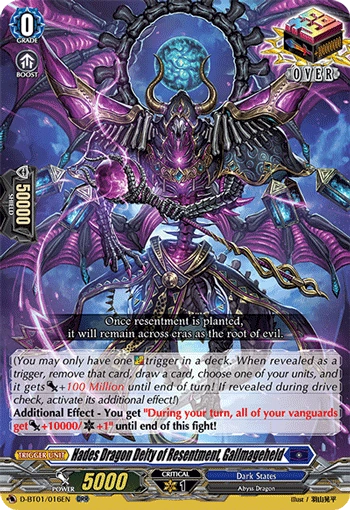 0
GRADE
BOOST
OVER
50000
SHIELD
Once resentment is planted,
it will remain across eras as the root of evil.
(You may only have one trigger in a deck. When revealed as a
trigger, remove that card, draw a card, choose one of your units, and
it gets +100 Million until end of turn! If revealed during drive
check, activate its additional effect!)
Additional Effect - You get "During your turn, all of your vanguards
get +10000/ +1" until end of this fight!
TRIGGER UNIT
Hades Dragon Deity of Resentment, Gallmageheld
POWER 5000
CRITICAL
1
Dark States
Abyss Dragon
D-BT01/016EN
Illust / 羽山晃平